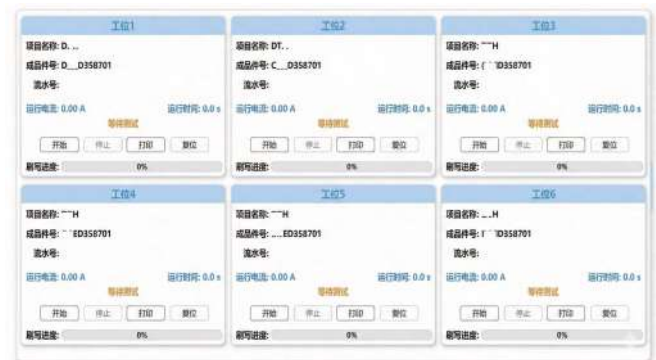 工位1
项目名称: D. ..
成品件号: D__D358701
流水号:
运行电流: 0.00 A 运行时间: 0.0 s
等待测试
开始 停止 打印 复位
刷写进度: 0%
工位2
项目名称: DT. .
成品件号: C__D358701
流水号:
运行电流: 0.00 A 运行时间: 0.0 s
等待测试
开始 停止 打印 复位
刷写进度: 0%
工位3
项目名称: H
成品件号: D358701
流水号:
运行电流: 0.00 A 运行时间: 0.0 s
等待测试
开始 停止 打印 复位
刷写进度: 0%
工位4
项目名称: H
成品件号: ED358701
流水号:
运行电流: 0.00 A 运行时间: 0.0 s
等待测试
开始 停止 打印 复位
刷写进度: 0%
工位5
项目名称: H
成品件号: ....ED358701
流水号:
运行电流: 0.00 A 运行时间: 0.0 s
等待测试
开始 停止 打印 复位
刷写进度: 0%
工位6
项目名称: H
成品件号: D358701
流水号:
运行电流: 0.00 A 运行时间: 0.0 s
等待测试
开始 停止 打印 复位
刷写进度: 0%